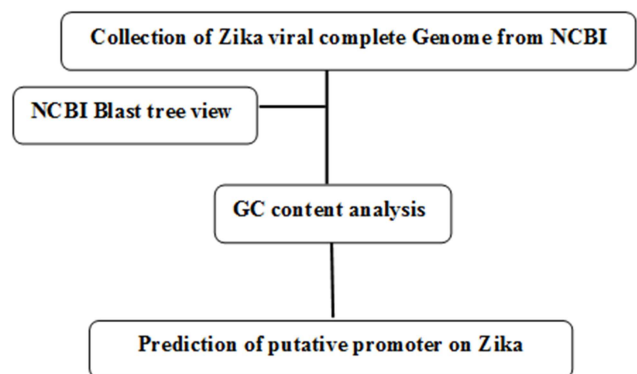 Collection of Zika viral complete Genome from NCBI
NCBI Blast tree view
GC content analysis
Prediction of putative promoter on Zika